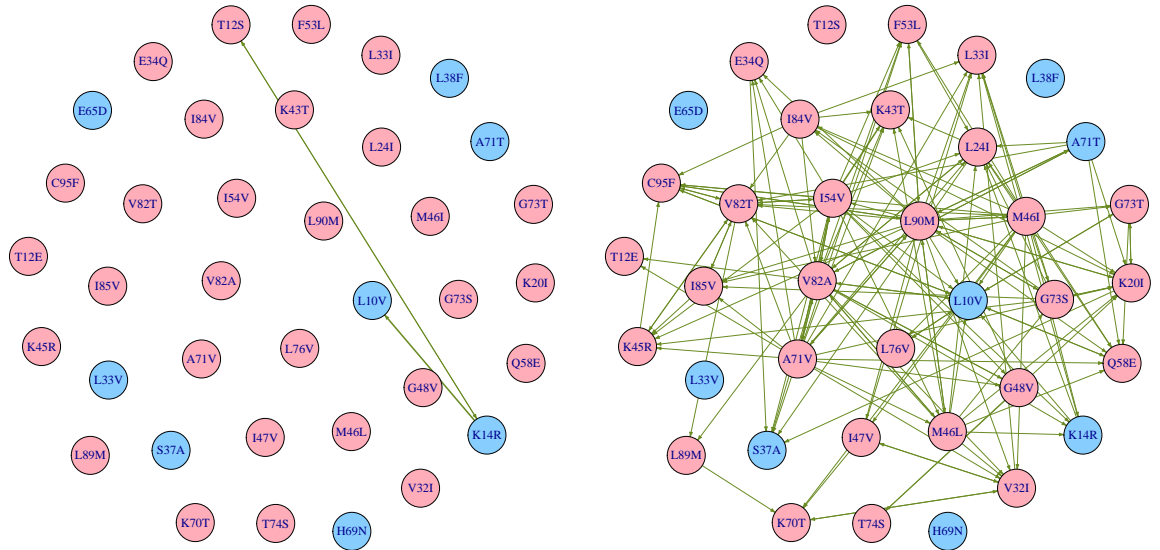 T12S
F53L
L33I
L38F
E34Q
E65D
I84V
K43T
L24I
A71T
C95F
V82T
I54V
L90M
M46I
G73T
T12E
I85V
V82A
L10V
G73S
K20I
K45R
L33V
A71V
L76V
G48V
Q58E
L89M
S37A
I47V
M46L
K14R
V32I
K70T
T74S
H69N
T12S
F53L
L33I
L38F
E34Q
E65D
I84V
K43T
L24I
A71T
C95F
V82T
I54V
L90M
M46I
G73T
T12E
I85V
V82A
L10V
G73S
K20I
K45R
L33V
A71V
L76V
G48V
Q58E
L89M
S37A
I47V
M46L
K14R
V32I
K70T
T74S
H69N